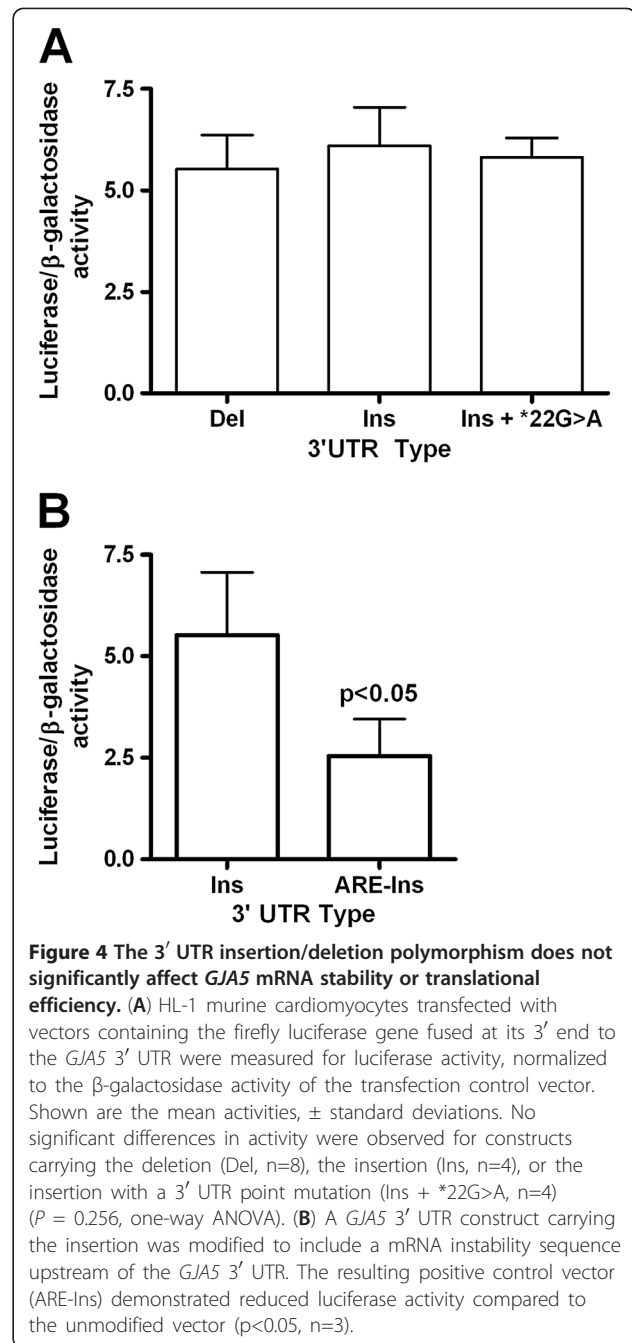 A
Luciferase/β-galactosidase
activity
7.5
5.0
2.5
0.0
Del Ins Ins + *22G>A
3'UTR Type
B
Luciferase/β-galactosidase
activity
7.5
5.0
2.5
0.0
p<0.05
Ins ARE-Ins
3' UTR Type
Figure 4 The 3′ UTR insertion/deletion polymorphism does not
significantly affect GJA5 mRNA stability or translational
efficiency. (A) HL-1 murine cardiomyocytes transfected with
vectors containing the firefly luciferase gene fused at its 3′ end to
the GJA5 3′ UTR were measured for luciferase activity, normalized
to the β-galactosidase activity of the transfection control vector.
Shown are the mean activities, ± standard deviations. No
significant differences in activity were observed for constructs
carrying the deletion (Del, n=8), the insertion (Ins, n=4), or the
insertion with a 3′ UTR point mutation (Ins + *22G>A, n=4)
(P = 0.256, one-way ANOVA). (B) A GJA5 3′ UTR construct carrying
the insertion was modified to include a mRNA instability sequence
upstream of the GJA5 3′ UTR. The resulting positive control vector
(ARE-Ins) demonstrated reduced luciferase activity compared to
the unmodified vector (p<0.05, n=3).